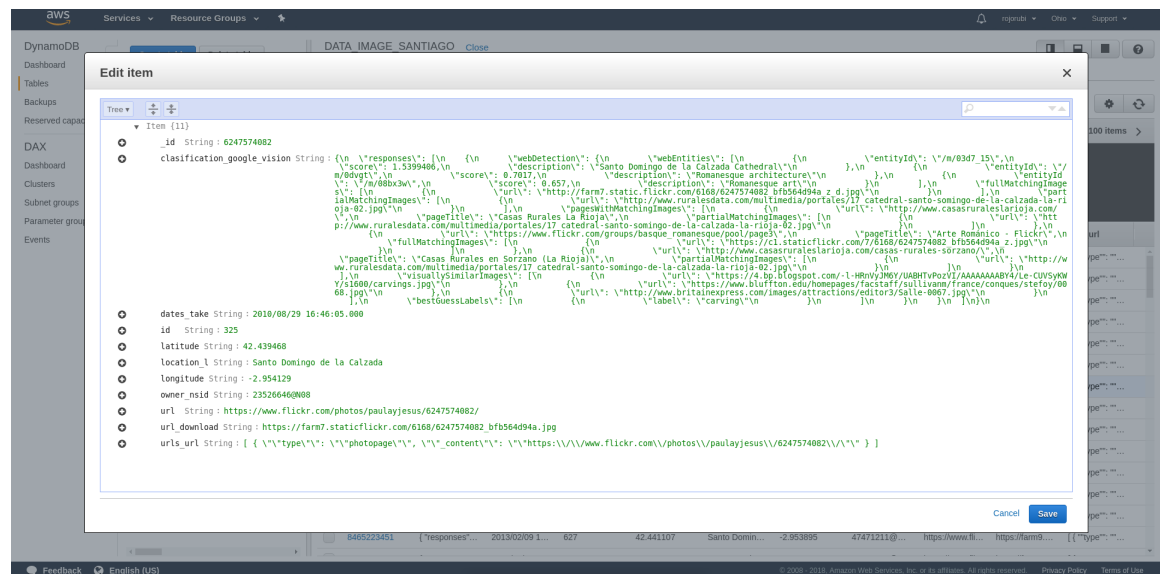 aws Services Resource Groups rojorubi Ohio Support
DynamoDB
Dashboard
Tables
Backups
Reserved capac
DAX
Dashboard
Clusters
Subnet groups
Parameter group
Events
DATA_IMAGE_SANTIAGO Close
100 items
Edit item
Tree
Item {11}
_id String : 6247574082
clasification_google_vision String : {\n \"responses\": [\n {\n \"webDetection\": {\n \"webEntities\": [\n {\n \"entityId\": \"/m/03d7_15\",\n
\"score\": 1.5399406,\n \"description\": \"Santo Domingo de la Calzada Cathedral\"\n },\n {\n \"entityId\": \"/
m/0dvgt\",\n \"score\": 0.7017,\n \"description\": \"Romanesque architecture\"\n },\n {\n \"entityId
\": \"/m/08bx3w\",\n \"score\": 0.657,\n \"description\": \"Romanesque art\"\n }\n ],\n \"fullMatchingImage
s\": [\n {\n \"url\": \"http://farm7.static.flickr.com/6168/6247574082_bfb564d94a_z_d.jpg\"\n }\n ],\n \"part
ialMatchingImages\": [\n {\n \"url\": \"http://www.ruralesdata.com/multimedia/portales/17_catedral-santo-somingo-de-la-calzada-la-ri
oja-02.jpg\"\n }\n ],\n \"pagesWithMatchingImages\": [\n {\n \"url\": \"http://www.casasruraleslarioja.com/
\",\n \"pageTitle\": \"Casas Rurales La Rioja\",\n \"partialMatchingImages\": [\n {\n \"url\": \"htt
p://www.ruralesdata.com/multimedia/portales/17_catedral-santo-somingo-de-la-calzada-la-rioja-02.jpg\"\n }\n ]\n },\n
{\n \"url\": \"https://www.flickr.com/groups/basque_romanesque/pool/page3\",\n \"pageTitle\": \"Arte Románico - Flickr\",\n
\"fullMatchingImages\": [\n {\n \"url\": \"https://c1.staticflickr.com/7/6168/6247574082_bfb564d94a_z.jpg\"\n
}\n ]\n },\n {\n \"url\": \"http://www.casasruraleslarioja.com/casas-rurales-sorzano/\",\n
\"pageTitle\": \"Casas Rurales en Sorzano (La Rioja)\",\n \"partialMatchingImages\": [\n {\n \"url\": \"http://w
ww.ruralesdata.com/multimedia/portales/17_catedral-santo-somingo-de-la-calzada-la-rioja-02.jpg\"\n }\n ]\n }\n
],\n \"visuallySimilarImages\": [\n {\n \"url\": \"https://4.bp.blogspot.com/-l-HRnVyJM6Y/UABHTvPozVI/AAAAAAAABY4/Le-CUVSyKW
Y/s1600/carvings.jpg\"\n },\n {\n \"url\": \"https://www.bluffton.edu/homepages/facstaff/sullivanm/france/conques/stefoy/00
68.jpg\"\n },\n {\n \"url\": \"http://www.britainexpress.com/images/attractions/editor3/Salle-0067.jpg\"\n }\n
],\n \"bestGuessLabels\": [\n {\n \"label\": \"carving\"\n }\n ]\n }\n }\n ]\n}\n
dates_take String : 2010/08/29 16:46:05.000
id String : 325
latitude String : 42.439468
location_l String : Santo Domingo de la Calzada
longitude String : -2.954129
owner_nsid String : 23526646@N08
url String : https://www.flickr.com/photos/paulayjesus/6247574082/
url_download String : https://farm7.staticflickr.com/6168/6247574082_bfb564d94a.jpg
urls_url String : [ { \"\"type\"\": \"\"photopage\"\", \"\"_content\"\": \"\"https:\\/\\/www.flickr.com\\/photos\\/paulayjesus\\/6247574082\\/\"\" } ]
Cancel Save
8465223451 {"responses"... 2013/02/09 1... 627 42.441107 Santo Domin... -2.953895 47471211@... https://www.fli... https://farm9.... [ { ""type"": ""...
Feedback English (US) © 2008 - 2018, Amazon Web Services, Inc. or its affiliates. All rights reserved. Privacy Policy Terms of Use